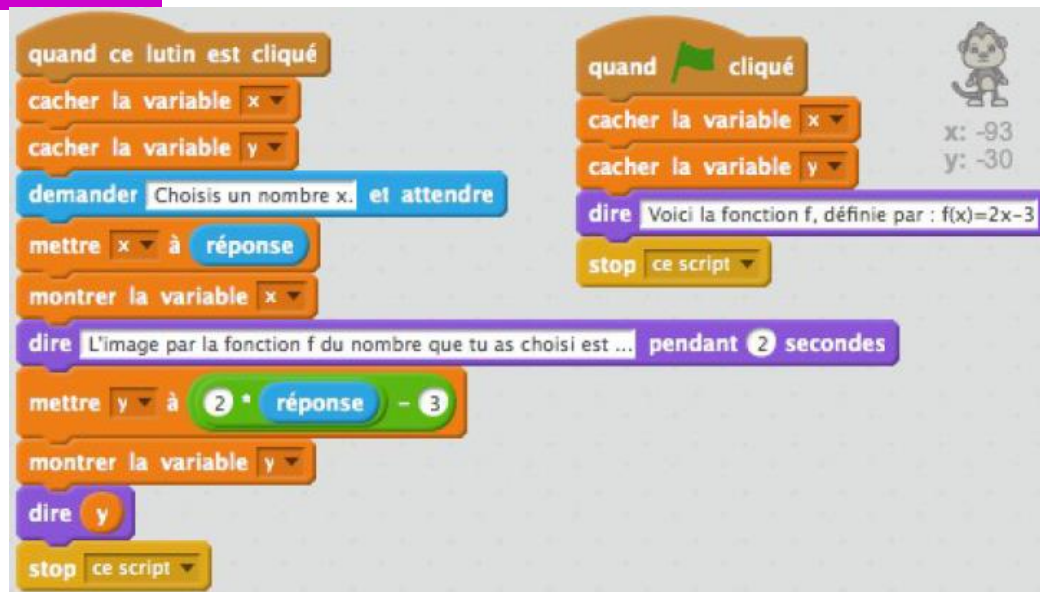 quand ce lutin est cliqué
cacher la variable x
cacher la variable y
demander Choisis un nombre x. et attendre
mettre x à réponse
montrer la variable x
dire L'image par la fonction f du nombre que tu as choisi est ... pendant 2 secondes
mettre y à 2 * réponse - 3
montrer la variable y
dire y
stop ce script
quand cliqué
cacher la variable x
cacher la variable y
dire Voici la fonction f, définie par : f(x)=2x-3
stop ce script
x: -93
y: -30